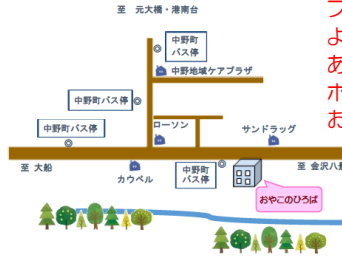 至 元大橋・港南台
中野町
バス停
中野地域ケアプラザ
中野町バス停
中野町バス停
ローソン
サンドラッグ
至 大船
カウベル
中野町
バス停
至 金沢八
おやこのひろば
よ
あ
お